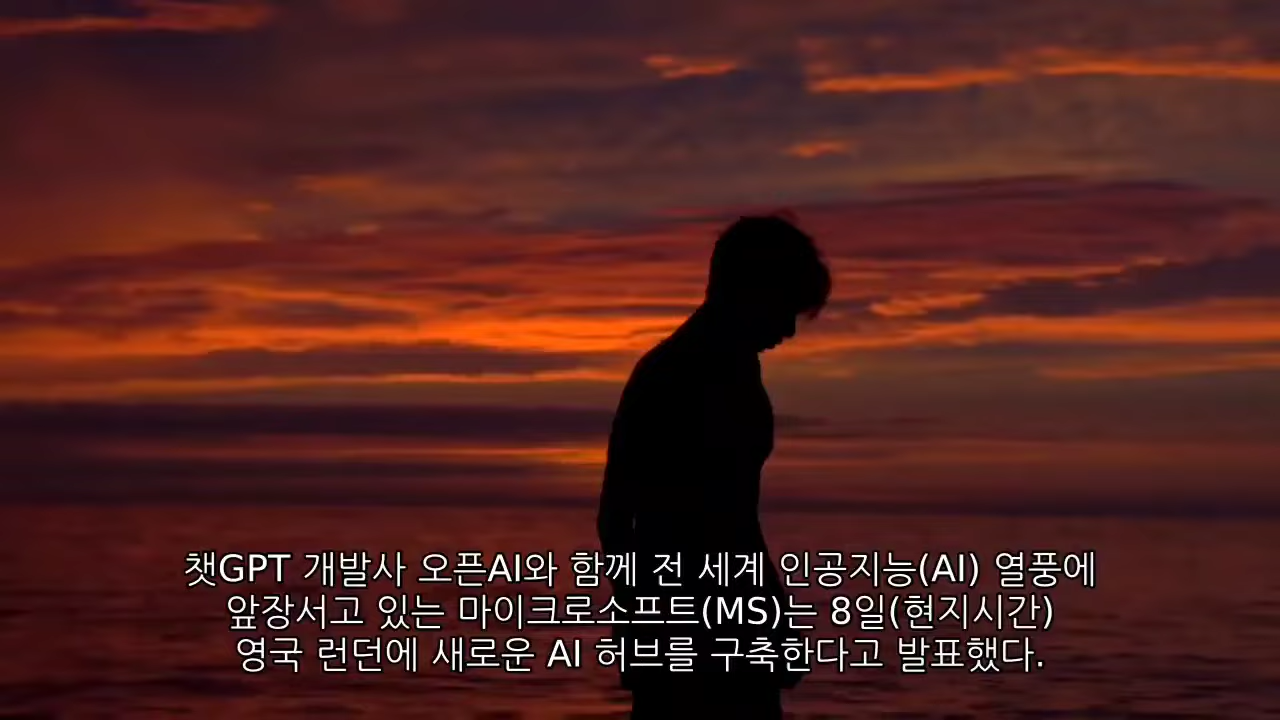 챗GPT 개발사 오픈AI와 함께 전 세계 인공지능(AI) 열풍에
앞장서고 있는 마이크로소프트(MS)는 8일(현지시간)
영국 런던에 새로운 AI 허브를 구축한다고 발표했다.